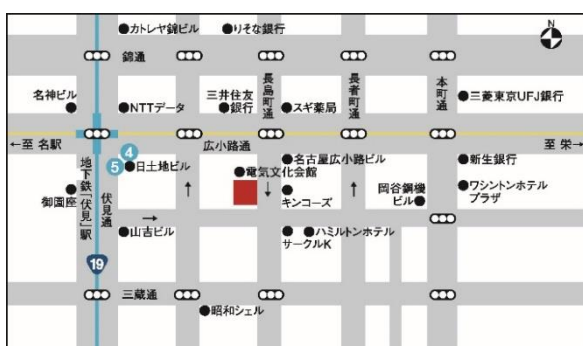 カトレヤ錦ビル
りそな銀行
N
錦通
名神ビル
NTTデータ
三井住友
銀行
長島町通
スギ薬局
長者町通
本町通
三菱東京UFJ銀行
←至 名駅
広小路通
至 栄→
4
5
日土地ビル
電気文化会館
名古屋広小路ビル
新生銀行
御園座
地下鉄「伏見」駅
伏見通
キンコーズ
岡谷鋼機
ビル
ワシントンホテル
プラザ
山吉ビル
ハミルトンホテル
サークルK
19
三蔵通
昭和シェル